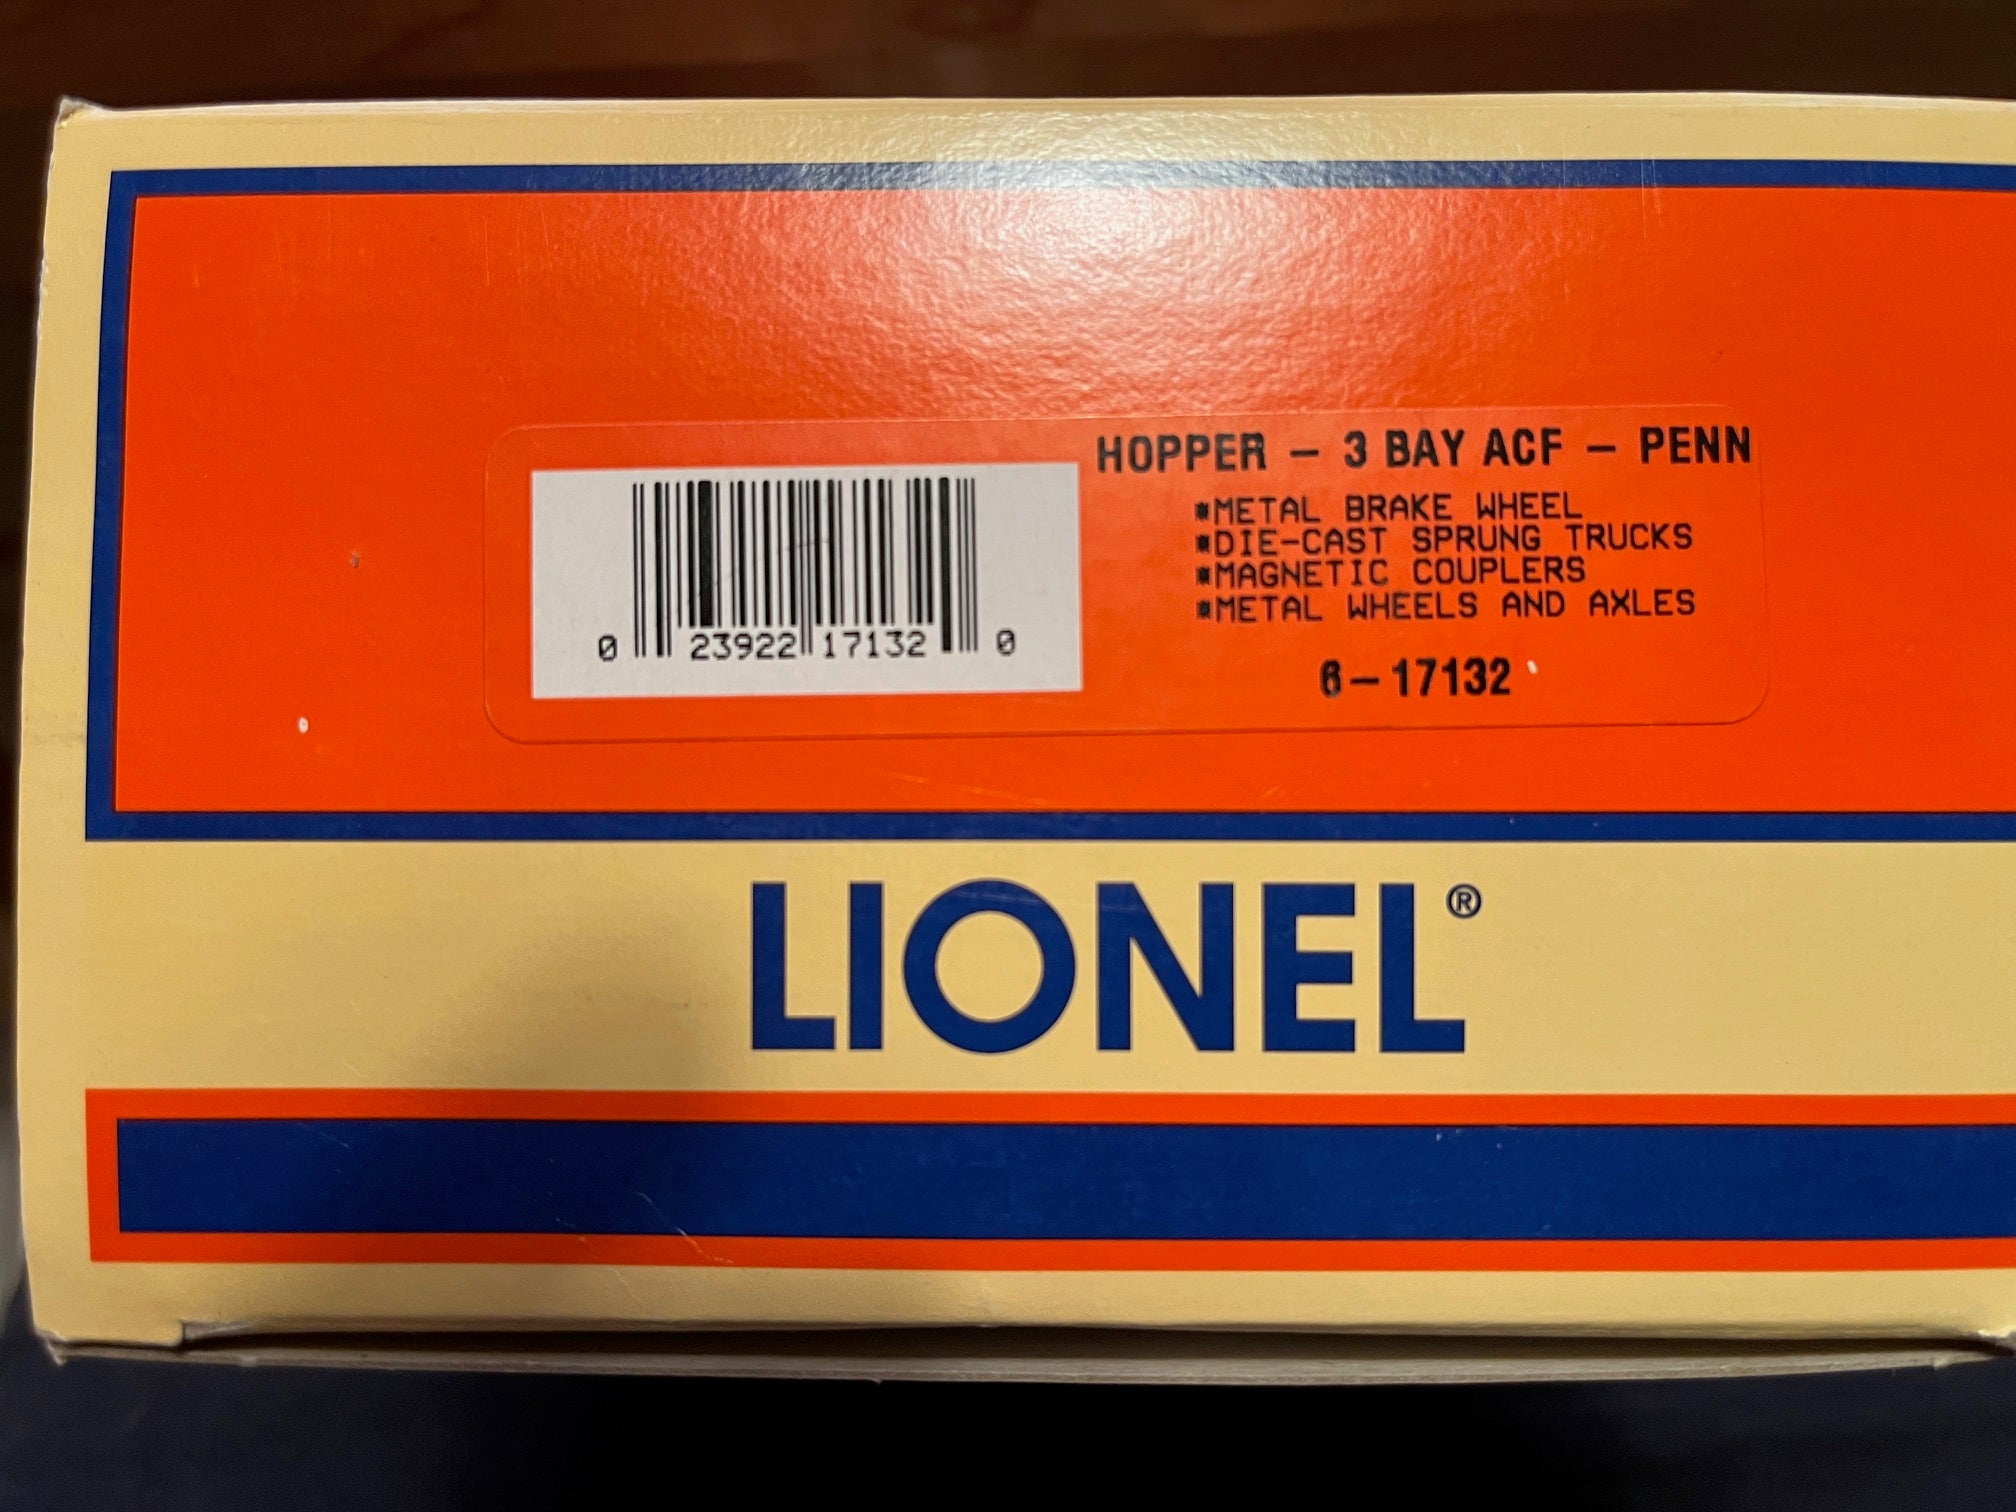 HOPPER – 3 BAY ACF – PENN
*METAL BRAKE WHEEL
*DIE-CAST SPRUNG TRUCKS
*MAGNETIC COUPLERS
*METAL WHEELS AND AXLES
6–17132
0 23922 17132 0
LIONEL®